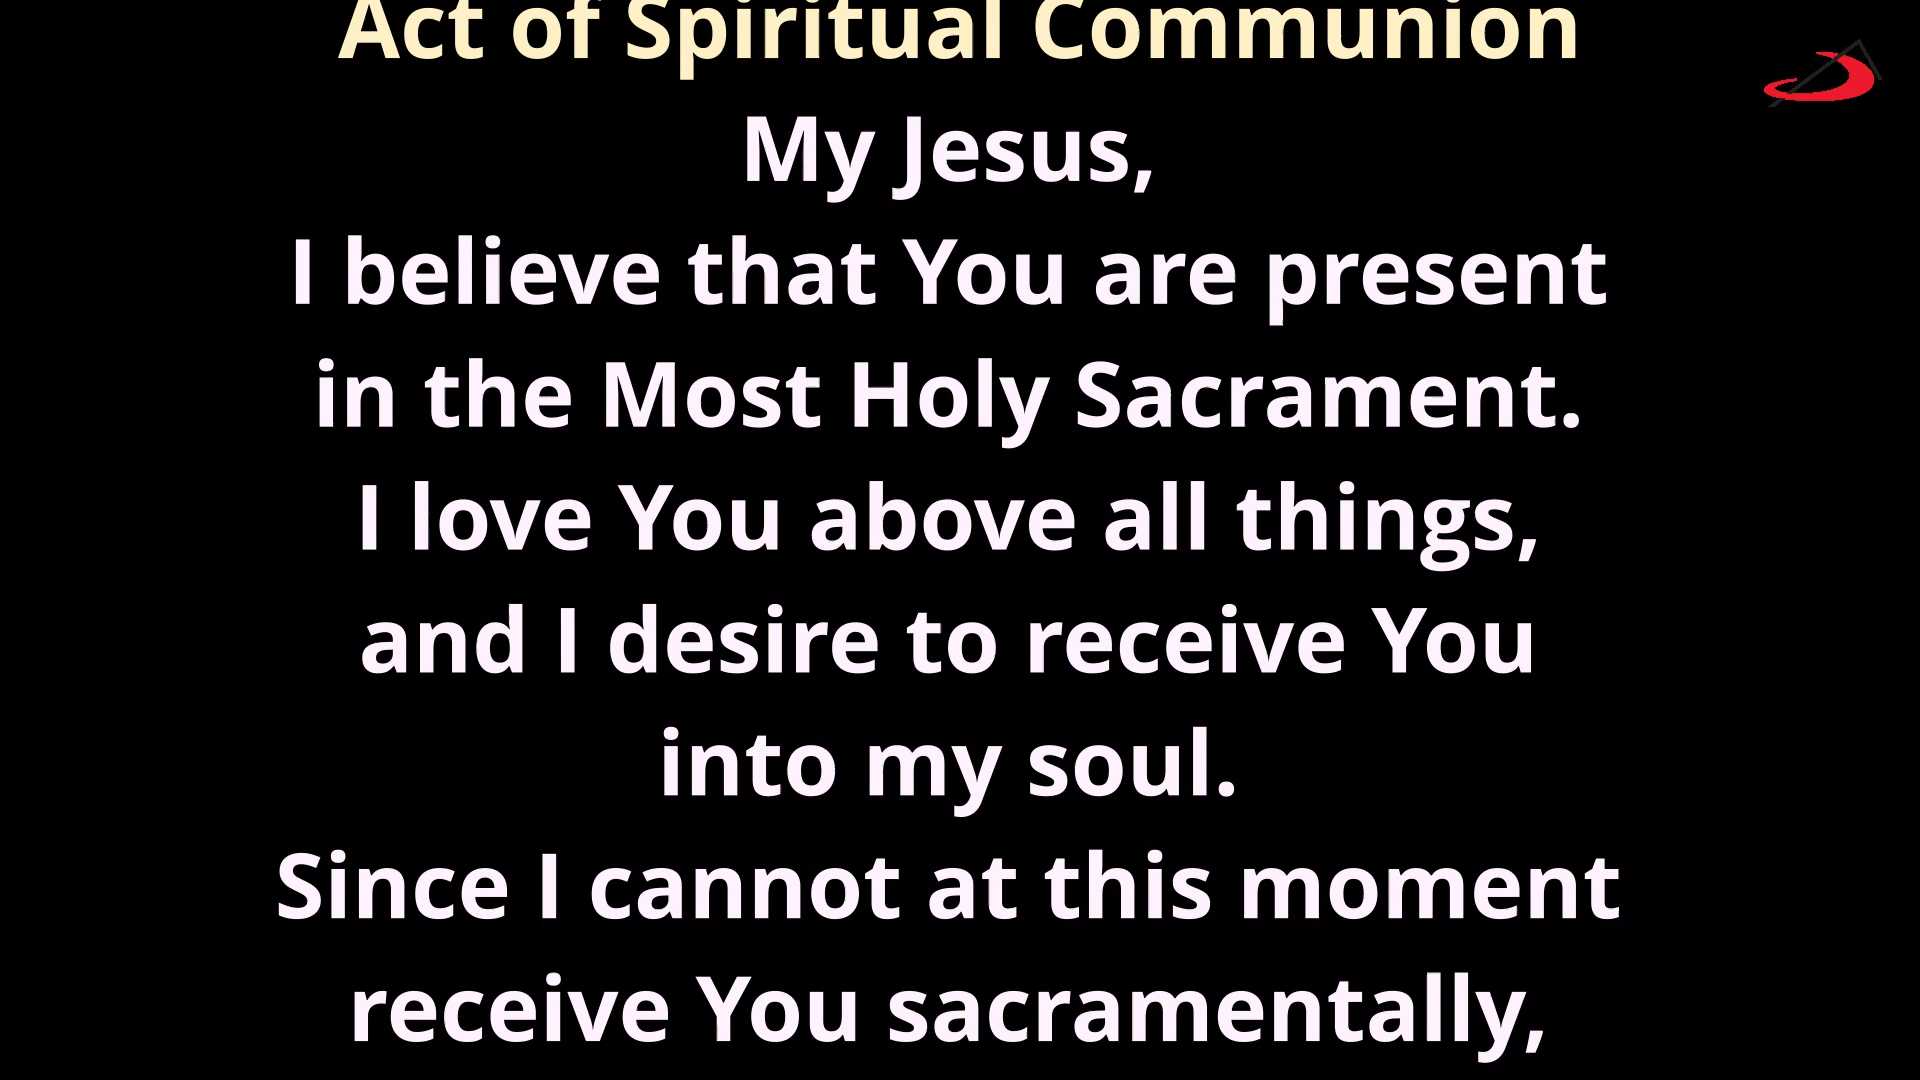 Act of Spiritual Communion
My Jesus,
I believe that You are present
in the Most Holy Sacrament.
I love You above all things,
and I desire to receive You
into my soul.
Since I cannot at this moment
receive You sacramentally,